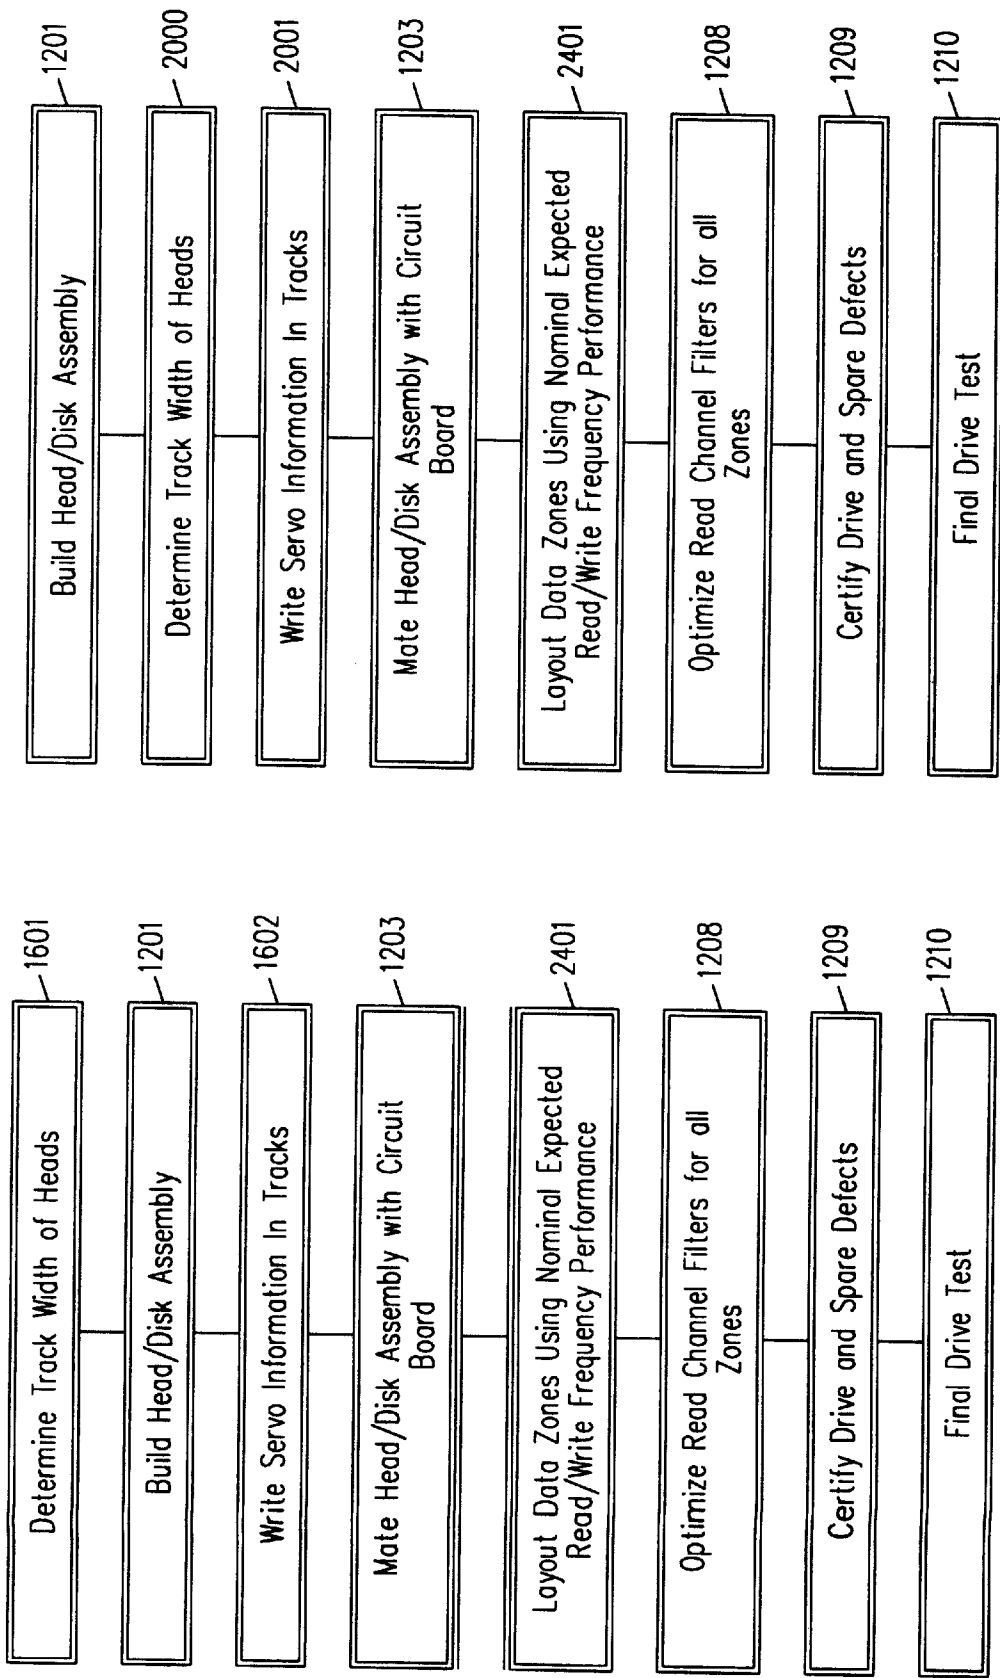 Determine Track Width of Heads
1601
Build Head/Disk Assembly
1201
Write Servo Information In Tracks
1602
Mate Head/Disk Assembly with Circuit
Board
1203
Layout Data Zones Using Nominal Expected
Read/Write Frequency Performance
2401
Optimize Read Channel Filters for all
Zones
1208
Certify Drive and Spare Defects
1209
Final Drive Test
1210
Build Head/Disk Assembly
1201
Determine Track Width of Heads
2000
Write Servo Information In Tracks
2001
Mate Head/Disk Assembly with Circuit
Board
1203
Layout Data Zones Using Nominal Expected
Read/Write Frequency Performance
2401
Optimize Read Channel Filters for all
Zones
1208
Certify Drive and Spare Defects
1209
Final Drive Test
1210